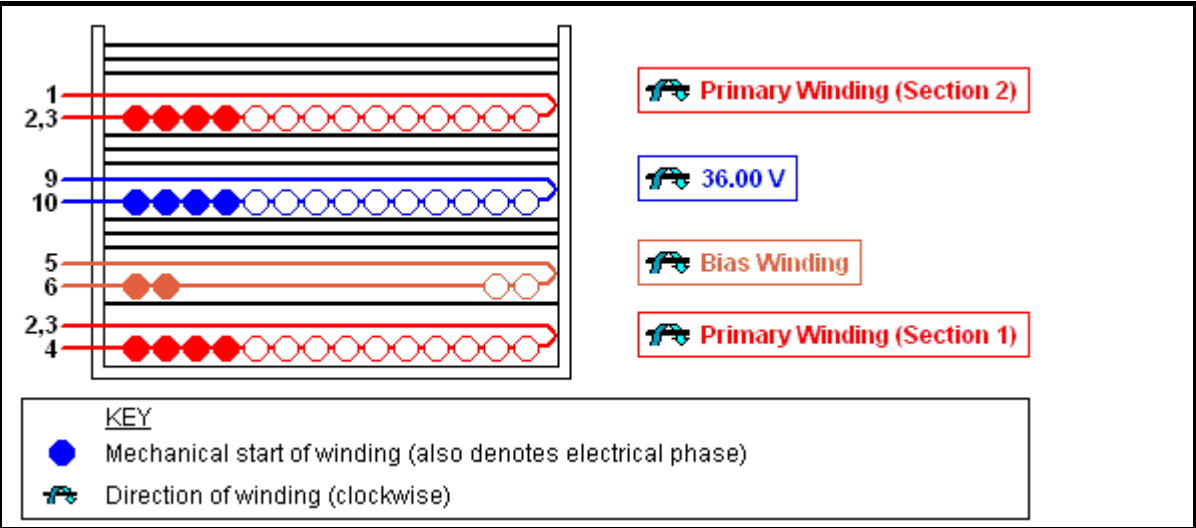 1
Primary Winding (Section 2)
2,3
9
36.00 V
10
5
Bias Winding
6
2,3
Primary Winding (Section 1)
4
KEY
Mechanical start of winding (also denotes electrical phase)
Direction of winding (clockwise)